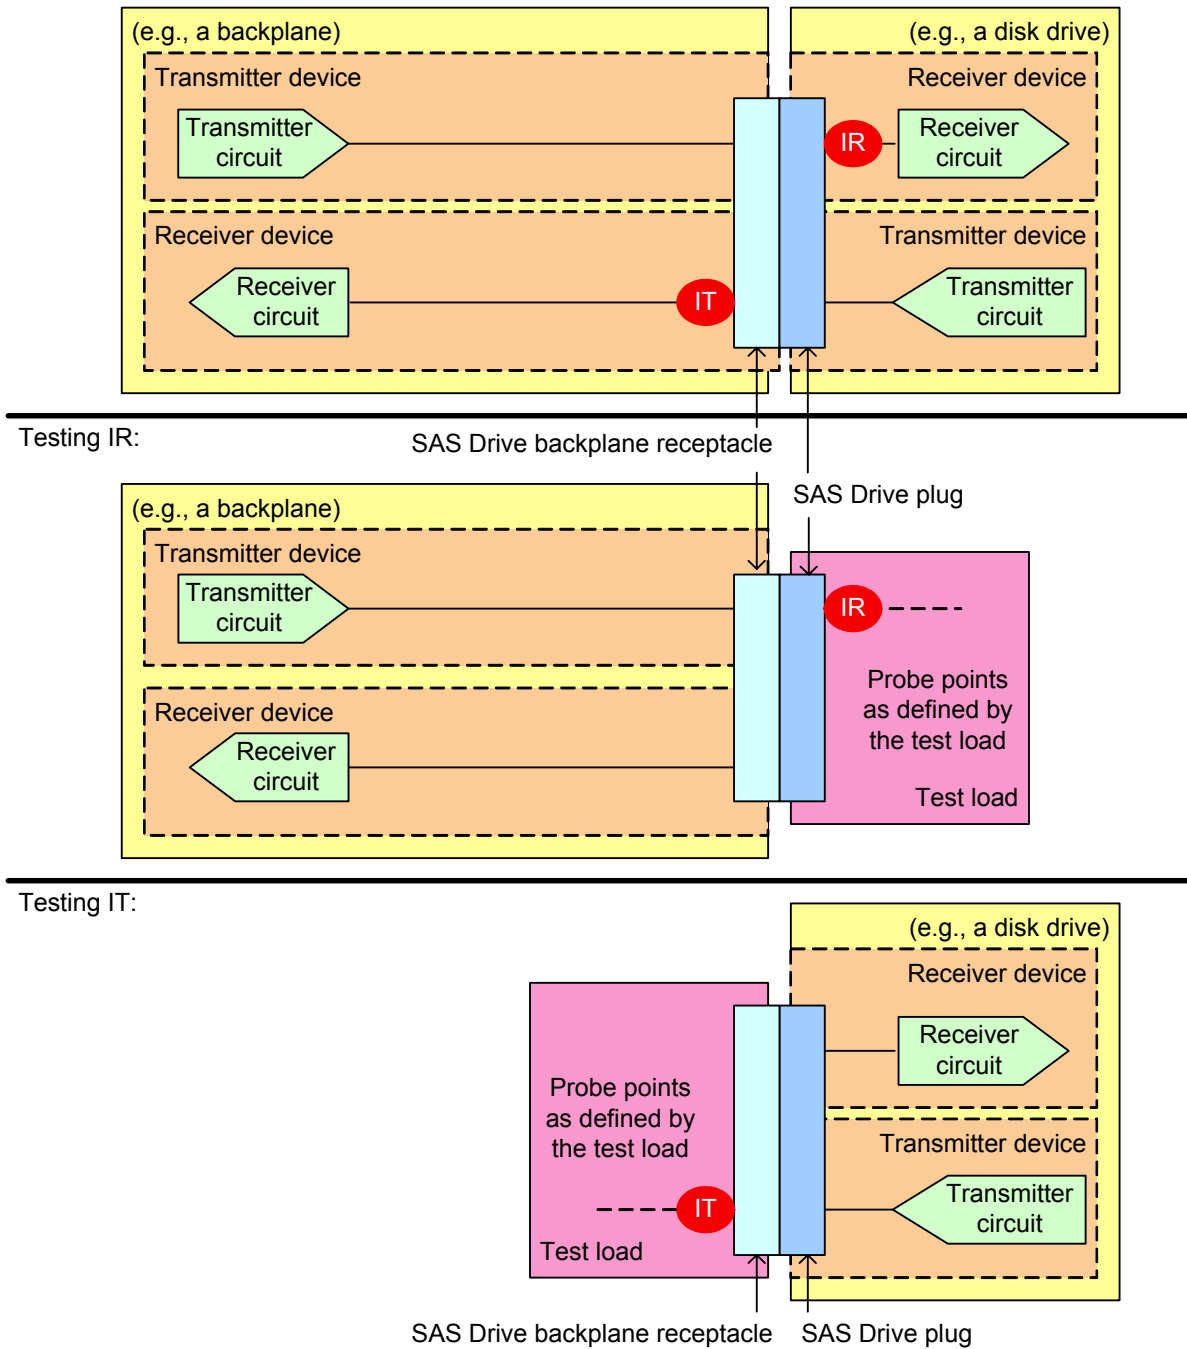 (e.g., a backplane)
(e.g., a disk drive)
Transmitter device
Receiver device
Transmitter
circuit
IR
Receiver
circuit
Receiver device
Transmitter device
Receiver
circuit
IT
Transmitter
circuit
Testing IR:
SAS Drive backplane receptacle
SAS Drive plug
(e.g., a backplane)
Transmitter device
Transmitter
circuit
IR
Probe points
as defined by
the test load
Test load
Receiver device
Receiver
circuit
Testing IT:
(e.g., a disk drive)
Receiver device
Receiver
circuit
Probe points
as defined by
the test load
IT
Test load
Transmitter device
Transmitter
circuit
SAS Drive backplane receptacle
SAS Drive plug